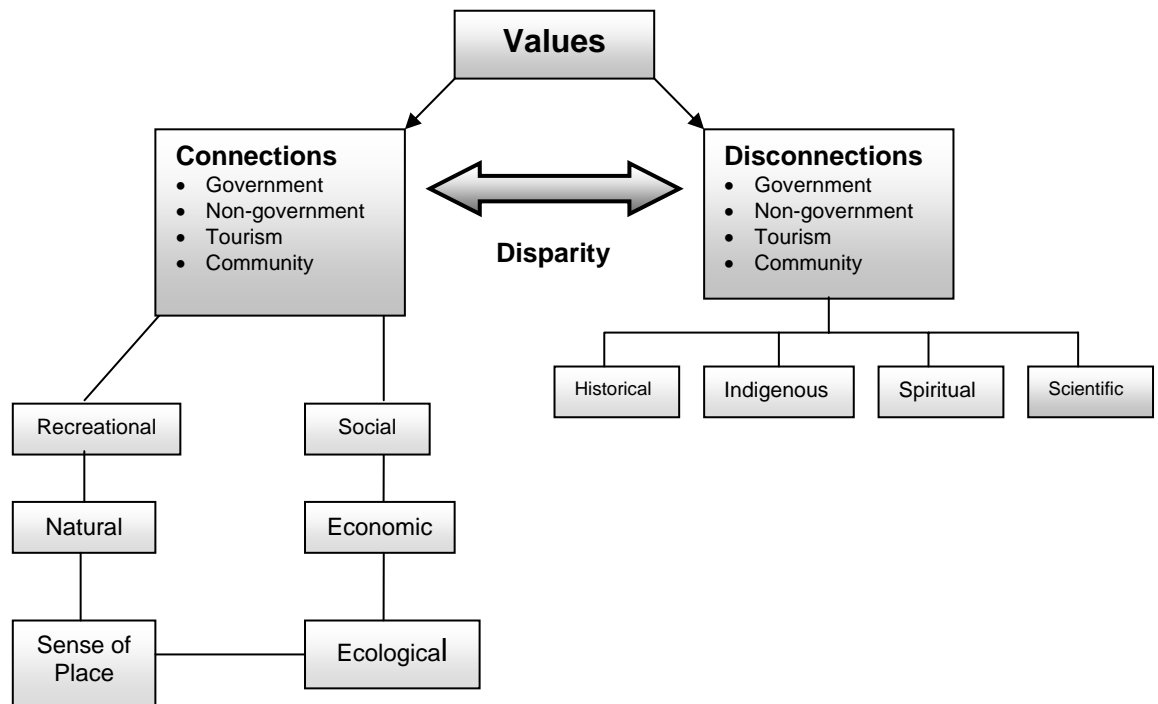 Values
Connections
• Government
• Non-government
• Tourism
• Community
Disparity
Disconnections
• Government
• Non-government
• Tourism
• Community
Historical
Indigenous
Spiritual
Scientific
Recreational
Social
Natural
Economic
Sense of
Place
Ecological